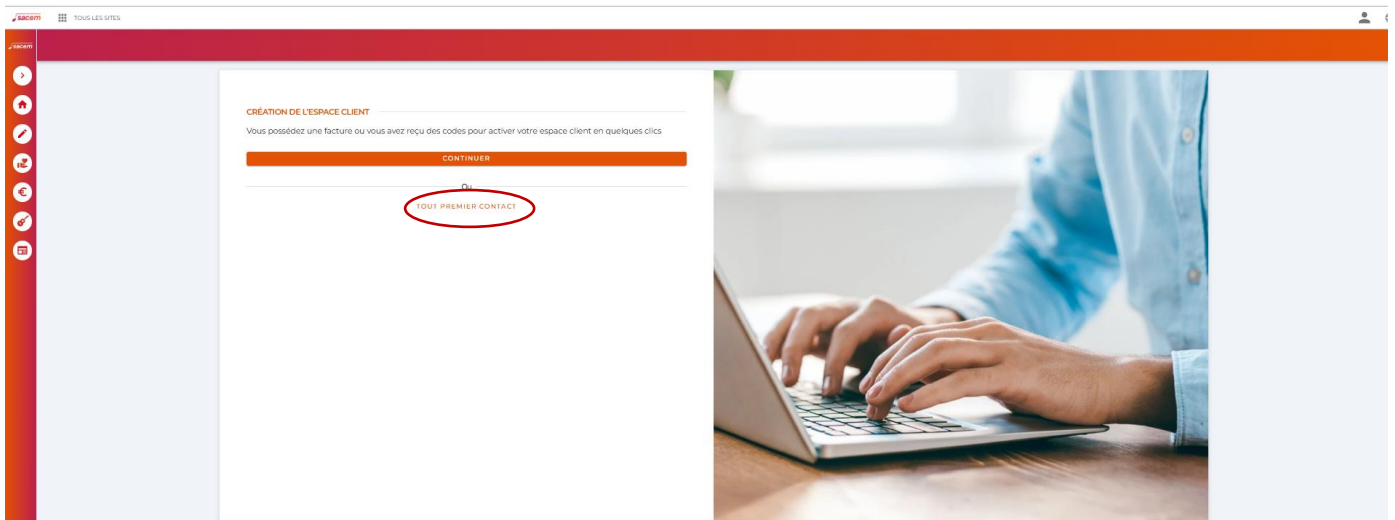 sacem
TOUS LES SITES
sacem
CRÉATION DE L'ESPACE CLIENT
Vous possédez une facture ou vous avez reçu des codes pour activer votre espace client en quelques clics
CONTINUER
Ou
TOUT PREMIER CONTACT